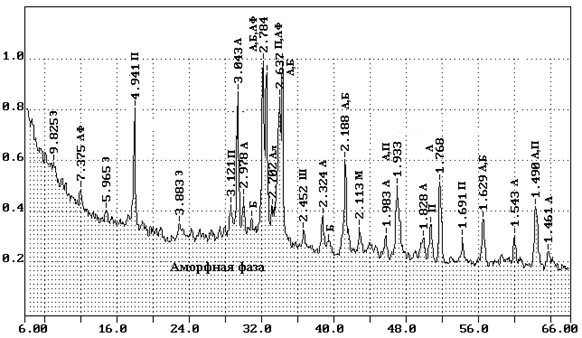 1.0
0.8
0.6
0.4
0.2
9.825 Э
7.375 АФ
5.965 Э
4.941 П
3.883 Э
3.121 П
3.043 А
2.978 А
Б
А,Б,АФ
2.784
2.702 Ал
2.637 П,АФ
А,Б
2.452 Ш
2.324 А
Б
2.188 А,Б
2.113 М
1.983 А
А,П
1.933
1.828 А
П
А
1.768
1.691 П
1.629 А,Б
1.543 А
1.490 А,П
1.461 А
Аморфная фаза
6.00 16.0 24.0 32.0 40.0 48.0 56.0 66.00